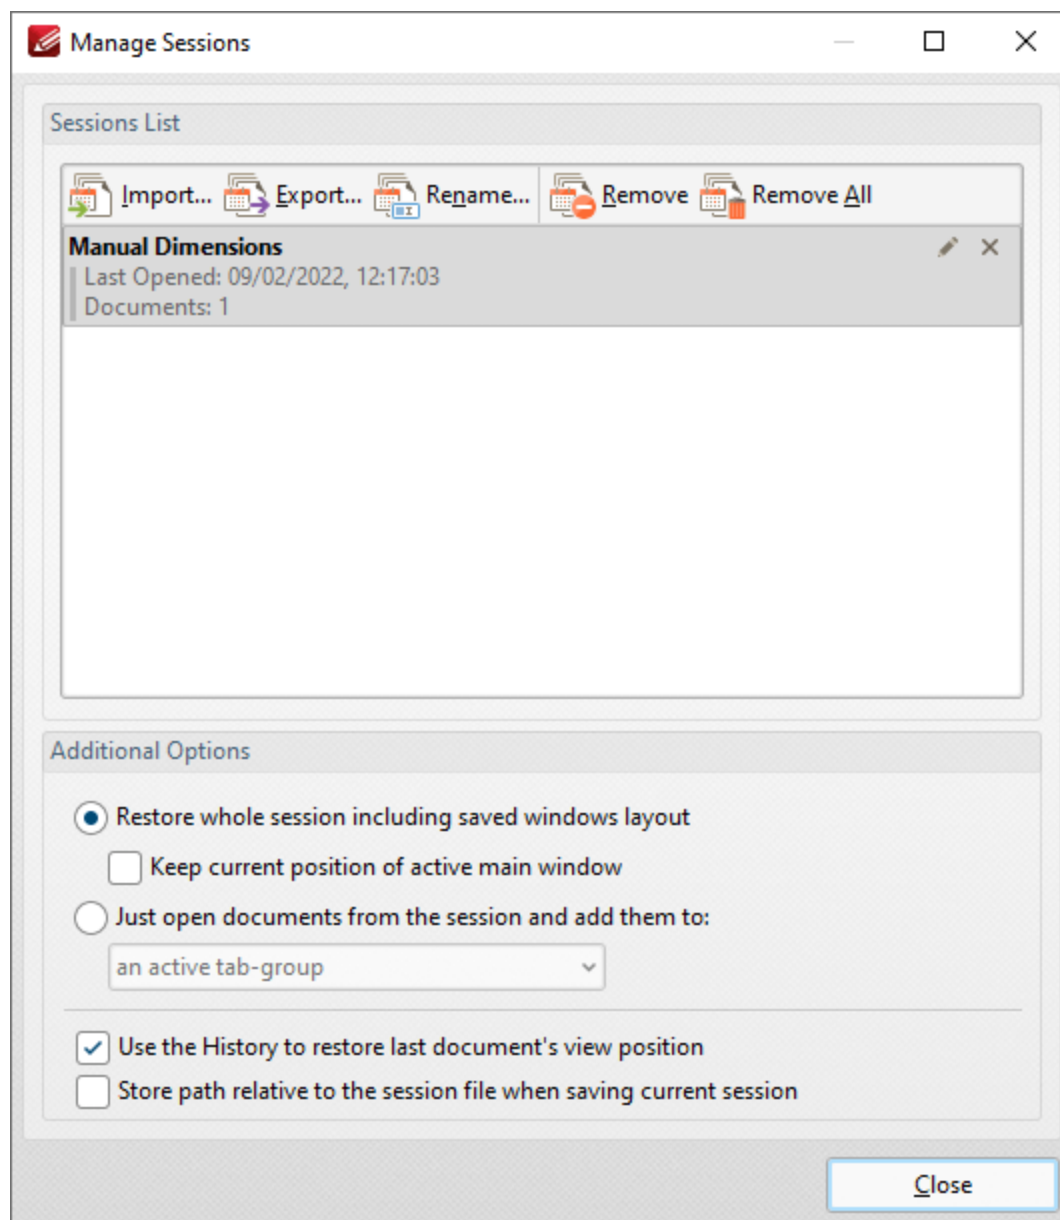 Manage Sessions
Sessions List
Import... Export... Rename... Remove Remove All
Manual Dimensions
Last Opened: 09/02/2022, 12:17:03
Documents: 1
Additional Options
Restore whole session including saved windows layout
Keep current position of active main window
Just open documents from the session and add them to:
an active tab-group
Use the History to restore last document's view position
Store path relative to the session file when saving current session
Close